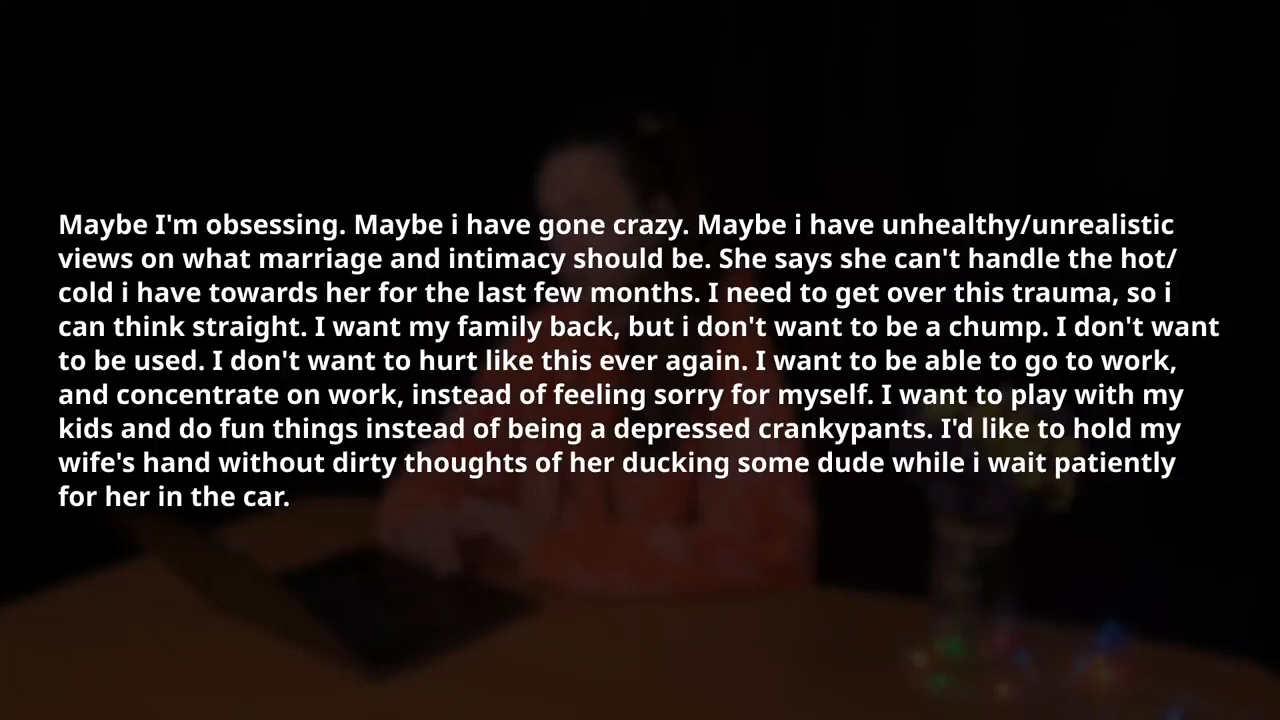 Maybe I'm obsessing. Maybe i have gone crazy. Maybe i have unhealthy/unrealistic
views on what marriage and intimacy should be. She says she can't handle the hot/
cold i have towards her for the last few months. I need to get over this trauma, so i
can think straight. I want my family back, but i don't want to be a chump. I don't want
to be used. I don't want to hurt like this ever again. I want to be able to go to work,
and concentrate on work, instead of feeling sorry for myself. I want to play with my
kids and do fun things instead of being a depressed crankypants. I'd like to hold my
wife's hand without dirty thoughts of her ducking some dude while i wait patiently
for her in the car.